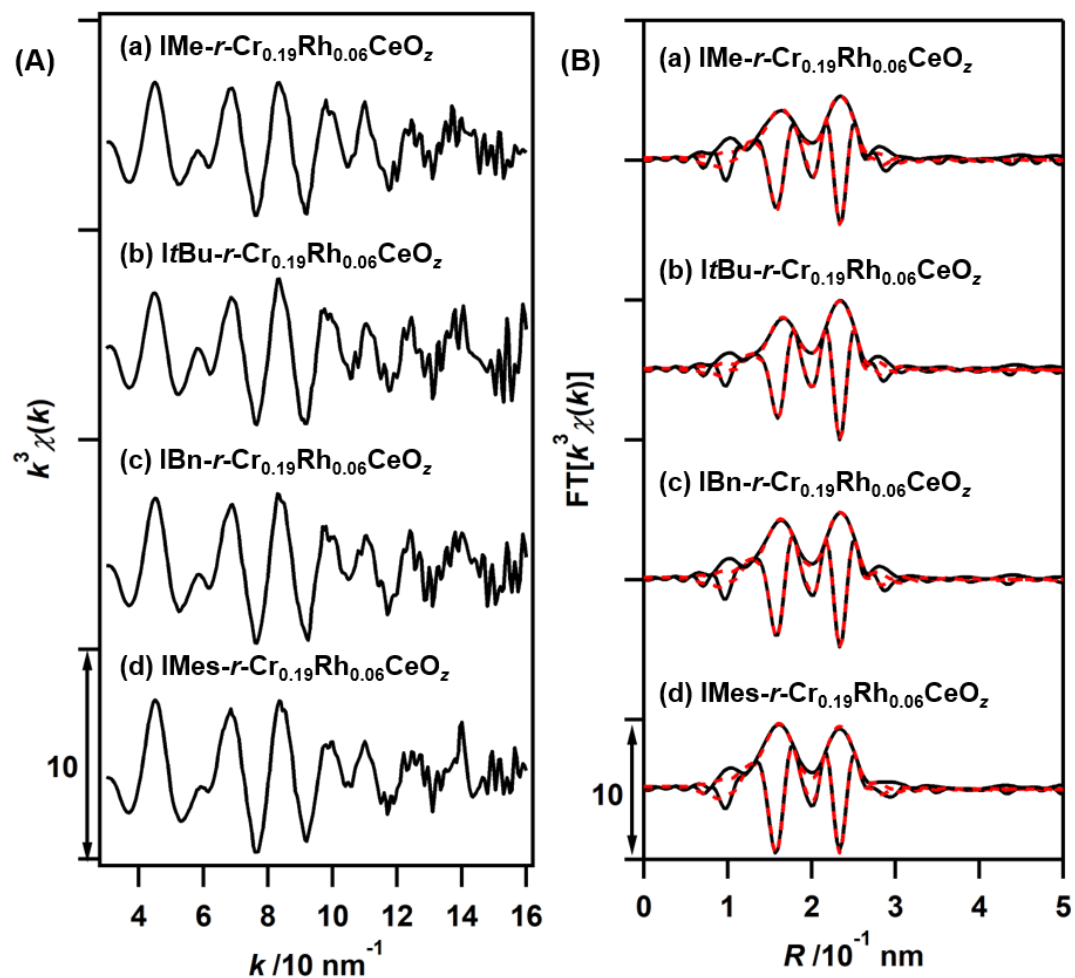 (A)
(a) IMe-r-Cr0.19Rh0.06CeOz
(b) ItBu-r-Cr0.19Rh0.06CeOz
(c) IBn-r-Cr0.19Rh0.06CeOz
(d) IMes-r-Cr0.19Rh0.06CeOz
k3 χ(k)
10
4 6 8 10 12 14 16
k /10 nm-1
(B)
(a) IMe-r-Cr0.19Rh0.06CeOz
(b) ItBu-r-Cr0.19Rh0.06CeOz
(c) IBn-r-Cr0.19Rh0.06CeOz
(d) IMes-r-Cr0.19Rh0.06CeOz
FT[k3 χ(k)]
10
0 1 2 3 4 5
R /10-1 nm